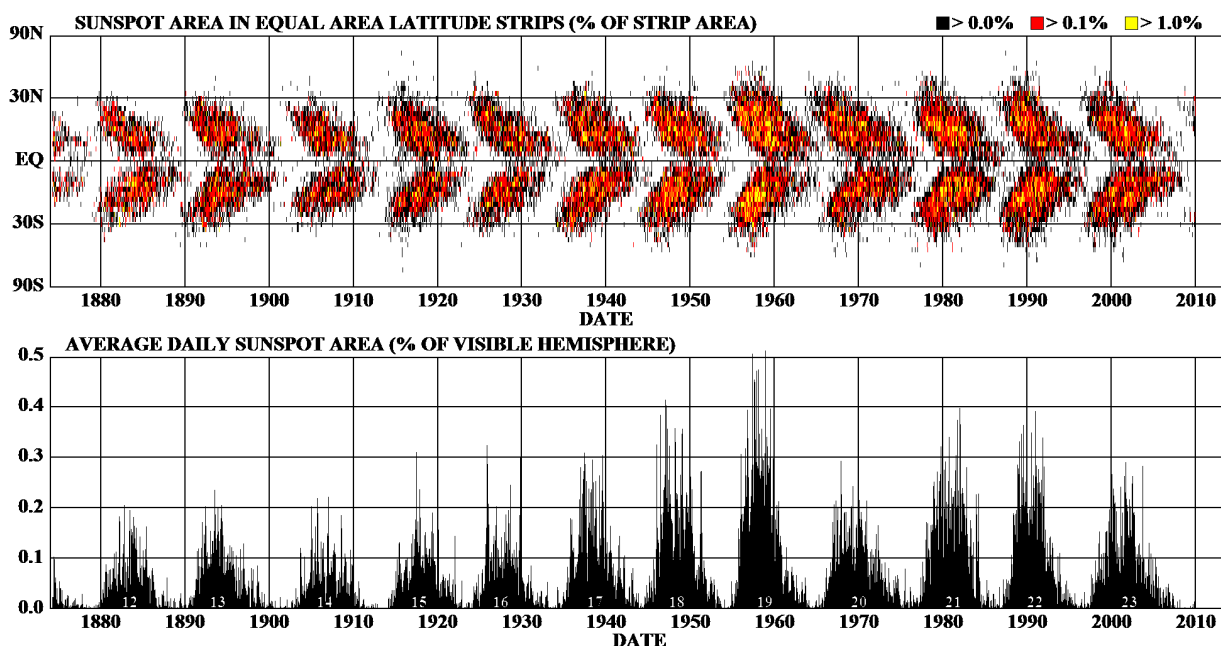 SUNSPOT AREA IN EQUAL AREA LATITUDE STRIPS (% OF STRIP AREA) > 0.0% > 0.1% > 1.0%
90N
30N
EQ
30S
90S
1880 1890 1900 1910 1920 1930 1940 1950 1960 1970 1980 1990 2000 2010
DATE
AVERAGE DAILY SUNSPOT AREA (% OF VISIBLE HEMISPHERE)
0.5
0.4
0.3
0.2
0.1
0.0
12 13 14 15 16 17 18 19 20 21 22 23
1880 1890 1900 1910 1920 1930 1940 1950 1960 1970 1980 1990 2000 2010
DATE